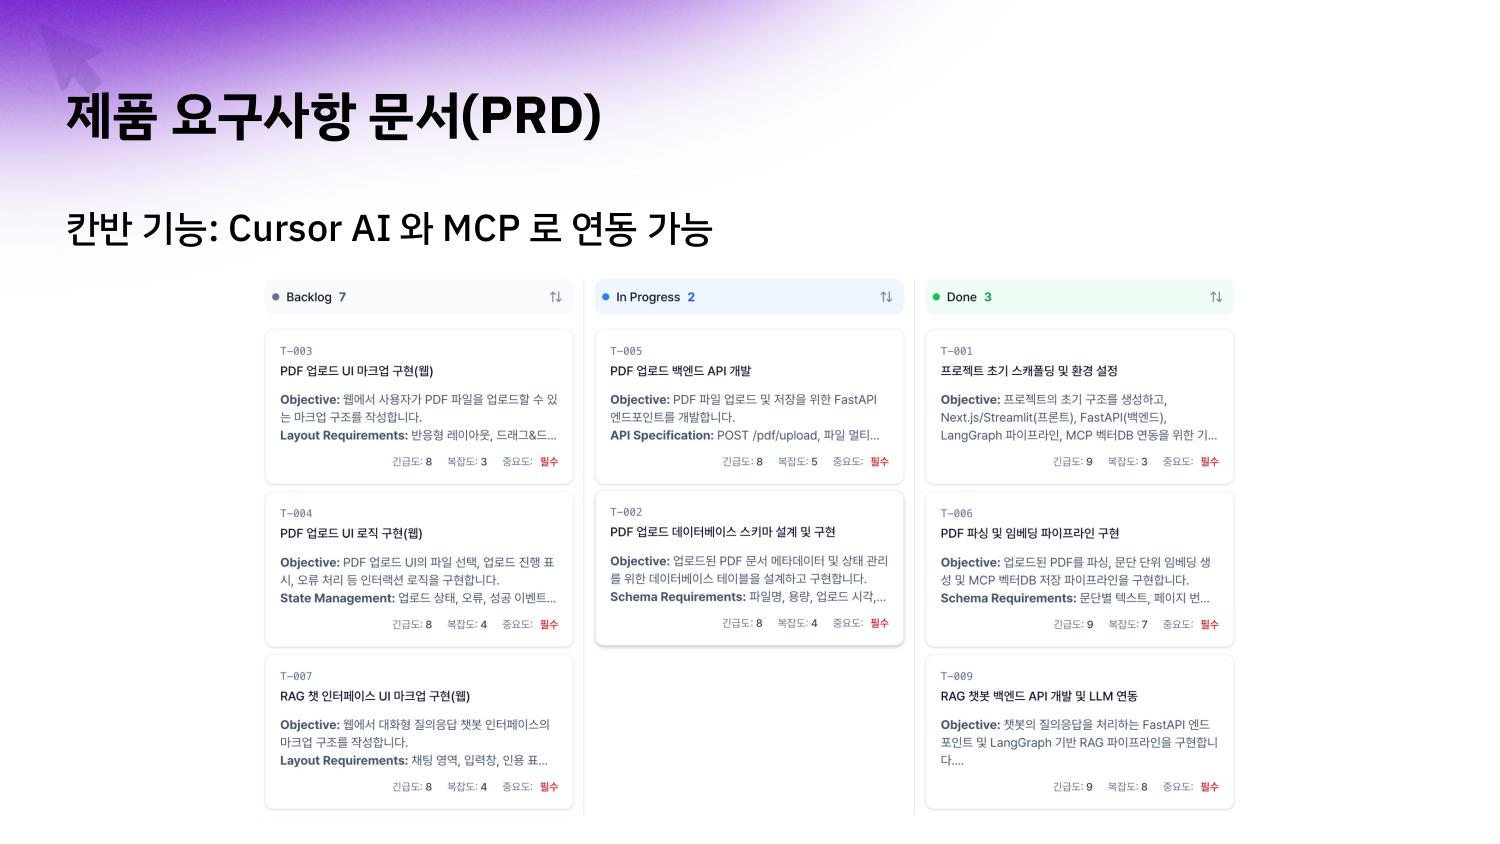 제품 요구사항 문서(PRD)
칸반 기능: Cursor AI 와 MCP 로 연동 가능
Backlog 7
T-003
PDF 업로드 UI 마크업 구현(웹)
Objective: 웹에서 사용자가 PDF 파일을 업로드할 수 있
는 마크업 구조를 작성합니다.
Layout Requirements: 반응형 레이아웃, 드래그&드...
긴급도: 8 복잡도: 3 중요도: 필수
T-004
PDF 업로드 UI 로직 구현(웹)
Objective: PDF 업로드 UI의 파일 선택, 업로드 진행 표
시, 오류 처리 등 인터랙션 로직을 구현합니다.
State Management: 업로드 상태, 오류, 성공 이벤트...
긴급도: 8 복잡도: 4 중요도: 필수
T-007
RAG 챗 인터페이스 UI 마크업 구현(웹)
Objective: 웹에서 대화형 질의응답 챗봇 인터페이스의
마크업 구조를 작성합니다.
Layout Requirements: 채팅 영역, 입력창, 인용 표...
긴급도: 8 복잡도: 4 중요도: 필수
In Progress 2
T-005
PDF 업로드 백엔드 API 개발
Objective: PDF 파일 업로드 및 저장을 위한 FastAPI
엔드포인트를 개발합니다.
API Specification: POST /pdf/upload, 파일 멀티...
긴급도: 8 복잡도: 5 중요도: 필수
T-002
PDF 업로드 데이터베이스 스키마 설계 및 구현
Objective: 업로드된 PDF 문서 메타데이터 및 상태 관리
를 위한 데이터베이스 테이블을 설계하고 구현합니다.
Schema Requirements: 파일명, 용량, 업로드 시각,...
긴급도: 8 복잡도: 4 중요도: 필수
Done 3
T-001
프로젝트 초기 스캐폴딩 및 환경 설정
Objective: 프로젝트의 초기 구조를 생성하고,
Next.js/Streamlit(프론트), FastAPI(백엔드),
LangGraph 파이프라인, MCP 벡터DB 연동을 위한 기...
긴급도: 9 복잡도: 3 중요도: 필수
T-006
PDF 파싱 및 임베딩 파이프라인 구현
Objective: 업로드된 PDF를 파싱, 문단 단위 임베딩 생
성 및 MCP 벡터DB 저장 파이프라인을 구현합니다.
Schema Requirements: 문단별 텍스트, 페이지 번...
긴급도: 9 복잡도: 7 중요도: 필수
T-009
RAG 챗봇 백엔드 API 개발 및 LLM 연동
Objective: 챗봇의 질의응답을 처리하는 FastAPI 엔드
포인트 및 LangGraph 기반 RAG 파이프라인을 구현합니
다....
긴급도: 9 복잡도: 8 중요도: 필수